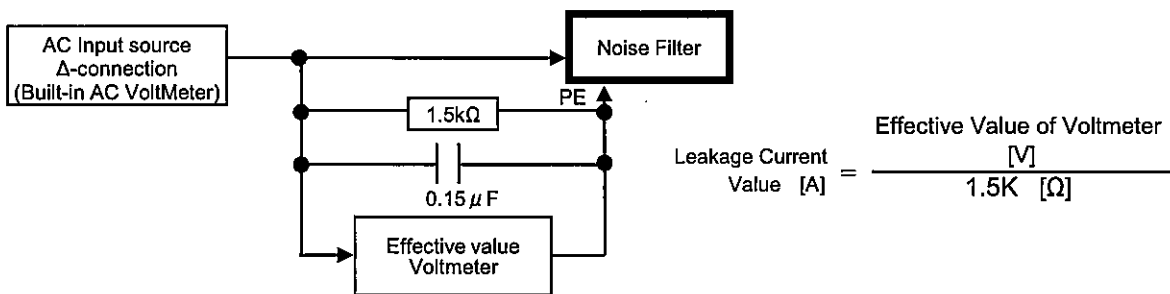 AC Input source
Δ-connection
(Built-in AC VoltMeter)
Noise Filter
PE
1.5kΩ
0.15μF
Effective value
Voltmeter
Leakage Current
Value [A]
=
Effective Value of Voltmeter
[V]
1.5K [Ω]